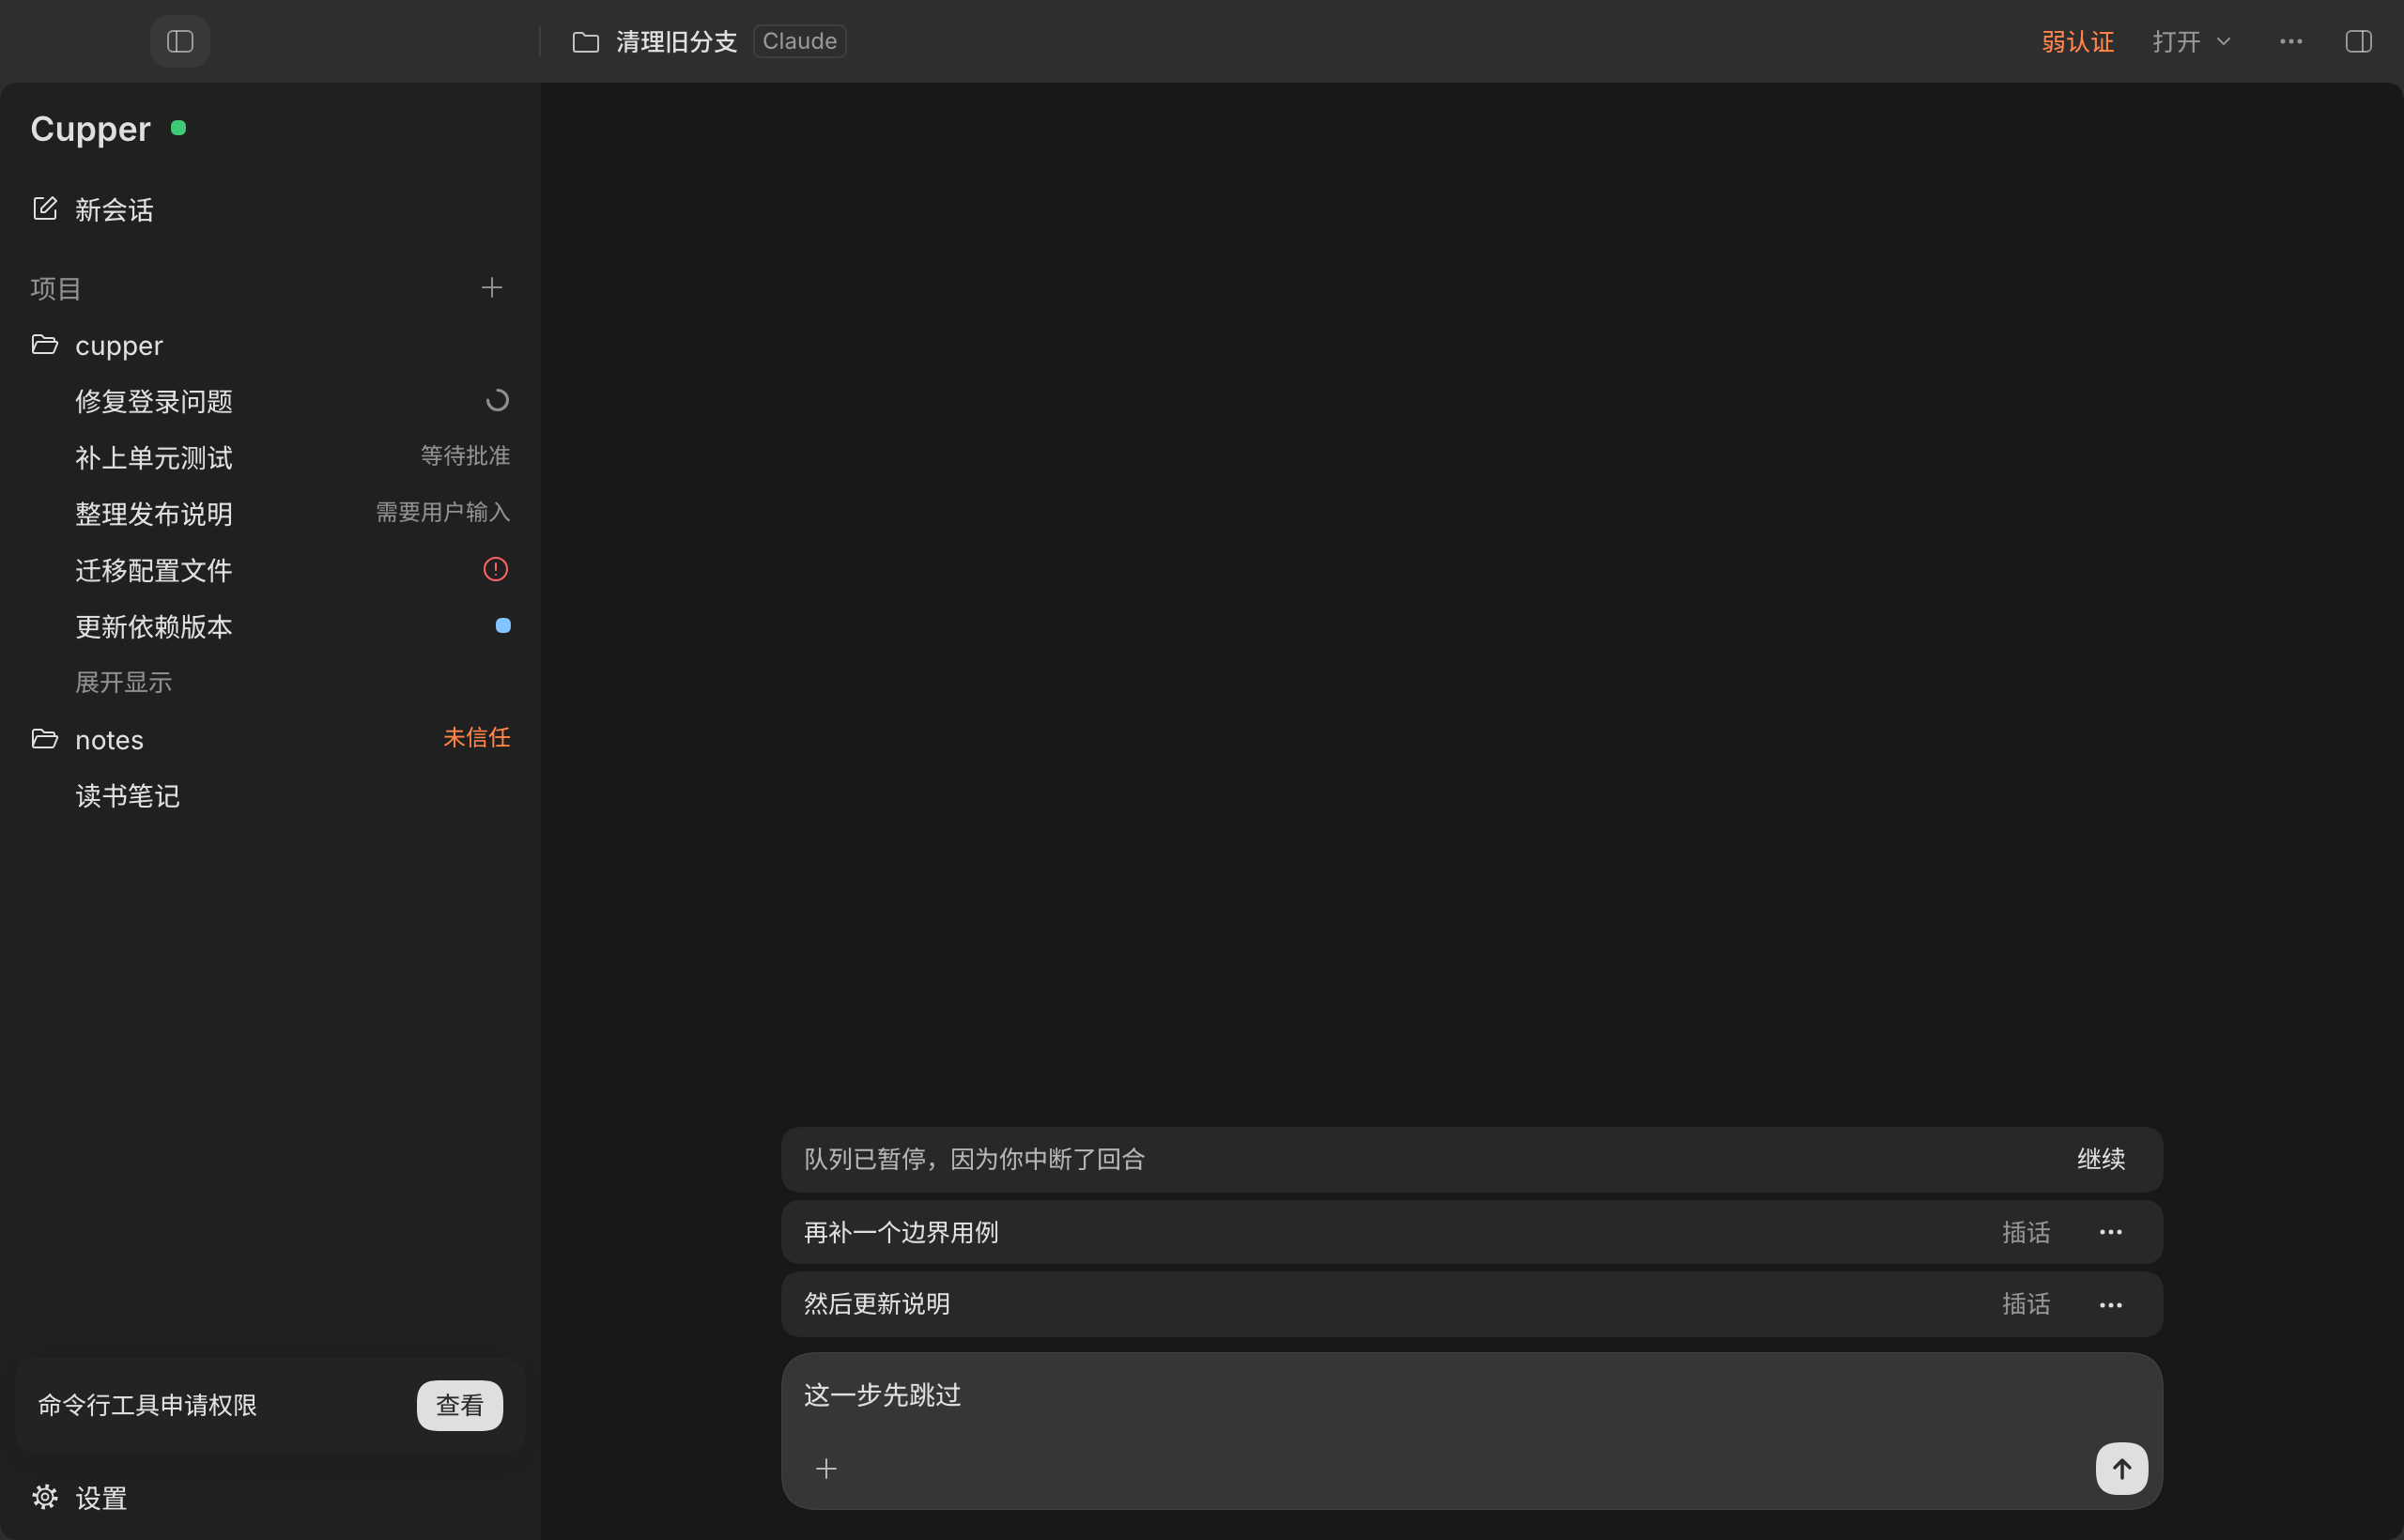 清理旧分支 Claude 弱认证 打开
Cupper
新会话
项目
cupper
修复登录问题
补上单元测试 等待批准
整理发布说明 需要用户输入
迁移配置文件
更新依赖版本
展开显示
notes 未信任
读书笔记
命令行工具申请权限 查看
设置
队列已暂停，因为你中断了回合 继续
再补一个边界用例 插话
然后更新说明 插话
这一步先跳过